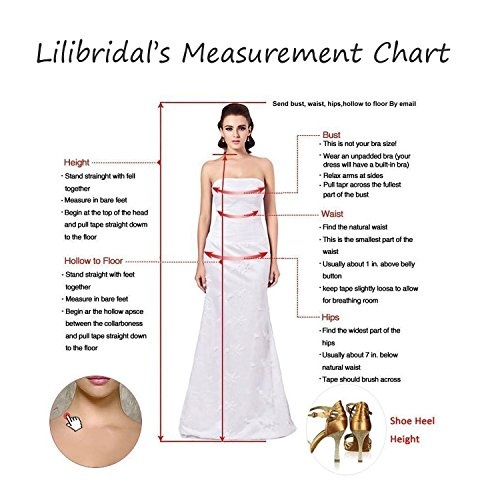 Lilibridal's Measurement Chart
Send bust, waist, hips,hollow to floor By email
Height
• Stand straignth with fell
together
• Measure in bare feet
• Begin at the top of the head
and pull tape straight down
to the floor
Hollow to Floor
• Stand straight with feet
together
• Measure in bare feet
• Begin ar the hollow apsce
between the collarboness
and pull tape straight down
to the floor
Bust
• This is not your bra size!
• Wear an unpadded bra (your
dress will have a built-in bra)
• Relax arms at sides
• Pull tapr across the fullest
part of the bust
Waist
• Find the natural waist
• This is the smallest part of the
waist
• Usually about 1 in. above belly
button
• keep tape slightly loosa to allow
for breathing room
Hips
• Find the widest part of the
hips
• Usually about 7 in. below
natural waist
• Tape should brush across
Shoe Heel
Height